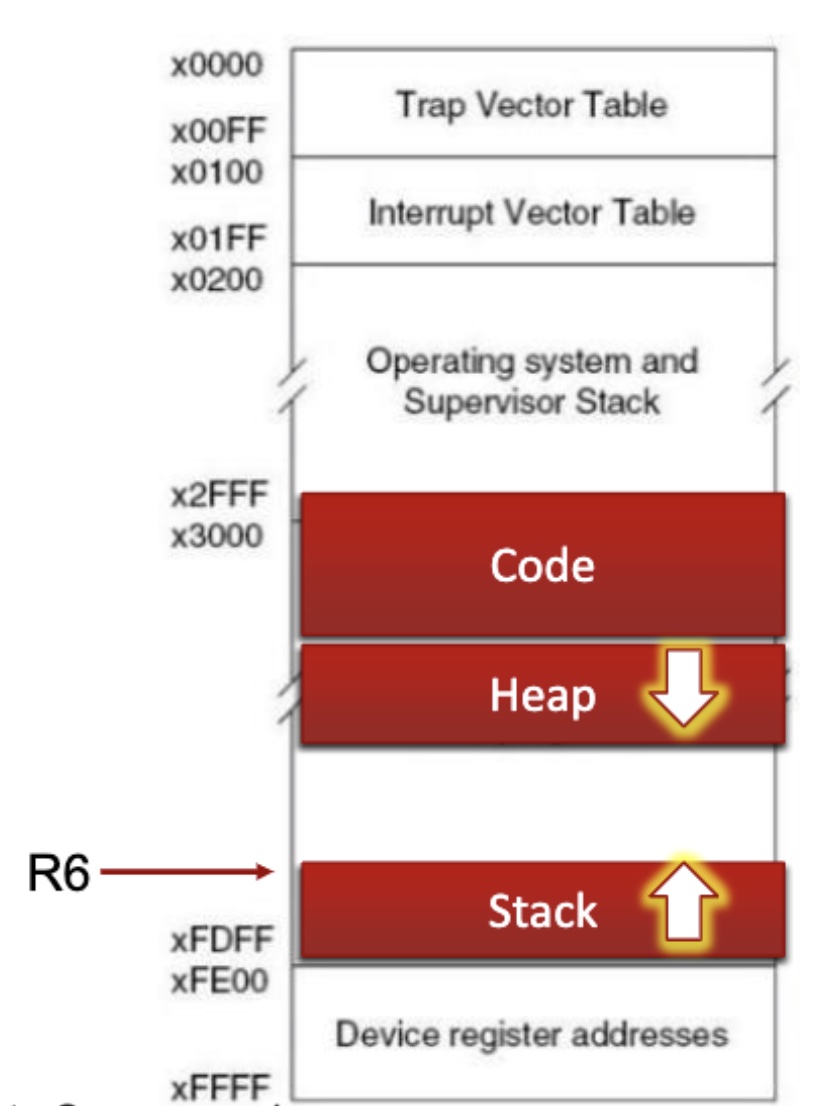 x0000
Trap Vector Table
x00FF
x0100
Interrupt Vector Table
x01FF
x0200
Operating system and
Supervisor Stack
x2FFF
x3000
Code
Heap
R6
Stack
xFDFF
xFE00
Device register addresses
xFFFF